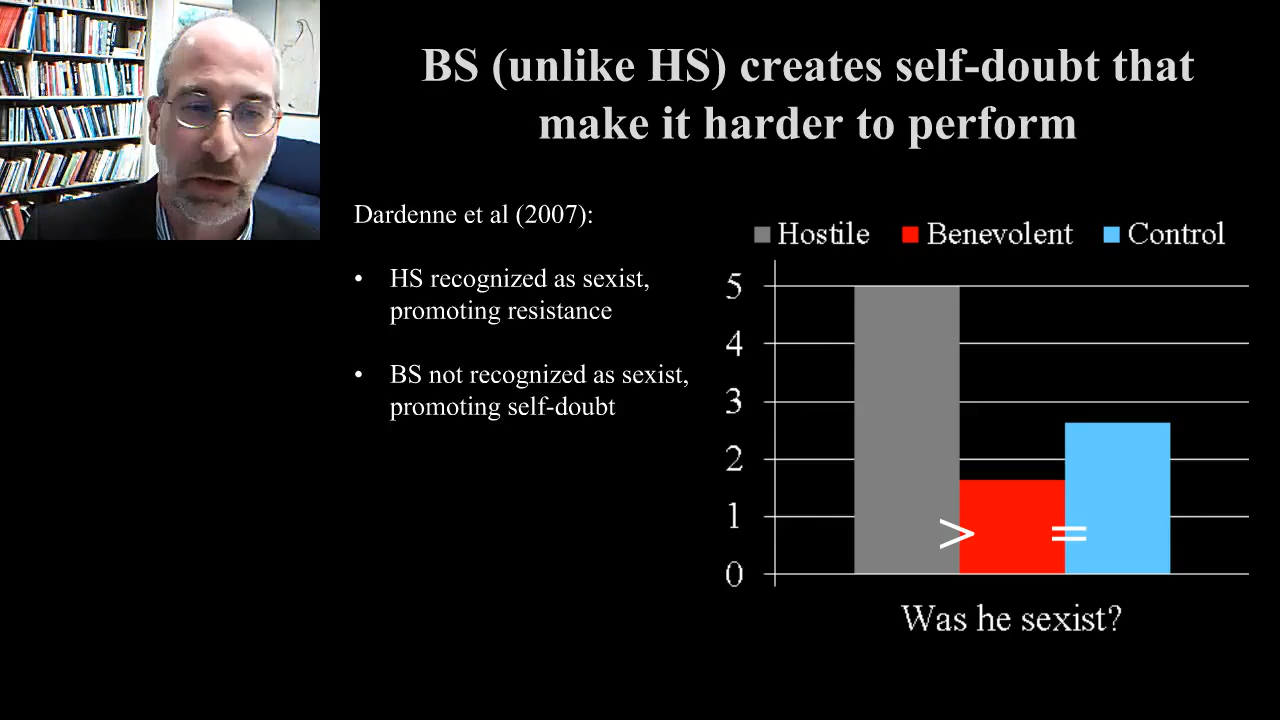 BS (unlike HS) creates self-doubt that
make it harder to perform
Dardenne et al (2007):
• HS recognized as sexist,
promoting resistance
• BS not recognized as sexist,
promoting self-doubt
Hostile Benevolent Control
5
4
3
2
1
0
> =
Was he sexist?